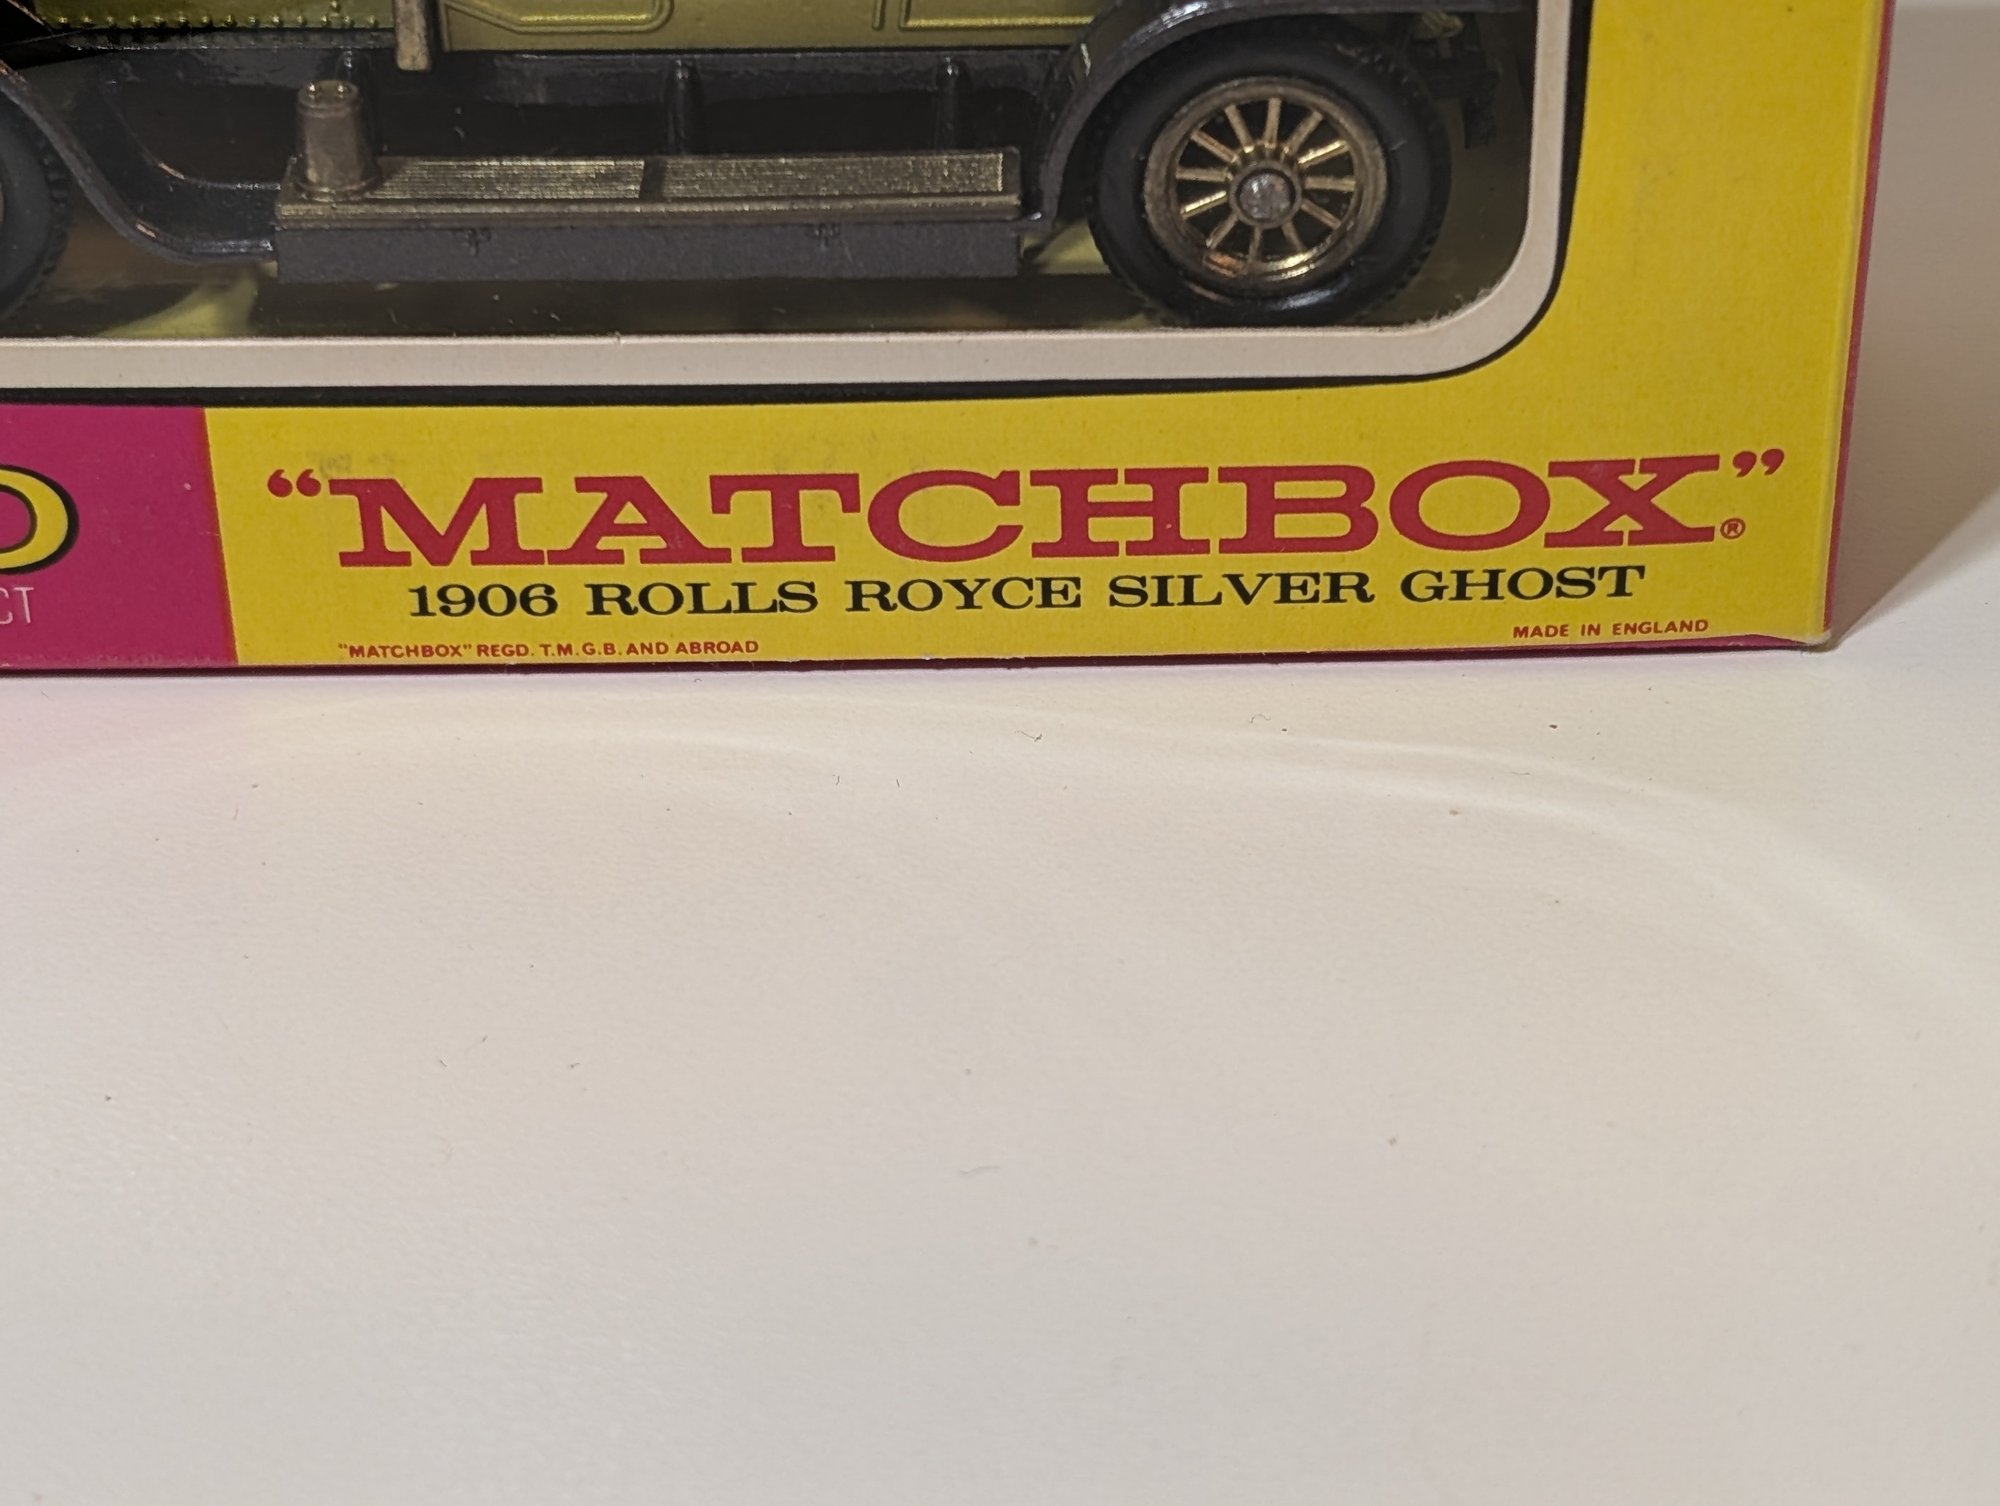 “MATCHBOX”®
1906 ROLLS ROYCE SILVER GHOST
"MATCHBOX" REGD. T.M.G.B. AND ABROAD
MADE IN ENGLAND